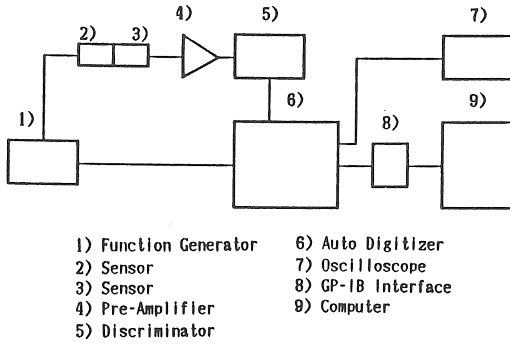 4)
5)
7)
2)
3)
6)
9)
1)
8)
1) Function Generator
2) Sensor
3) Sensor
4) Pre-Amplifier
5) Discriminator
6) Auto Digitizer
7) Oscilloscope
8) GP-IB Interface
9) Computer